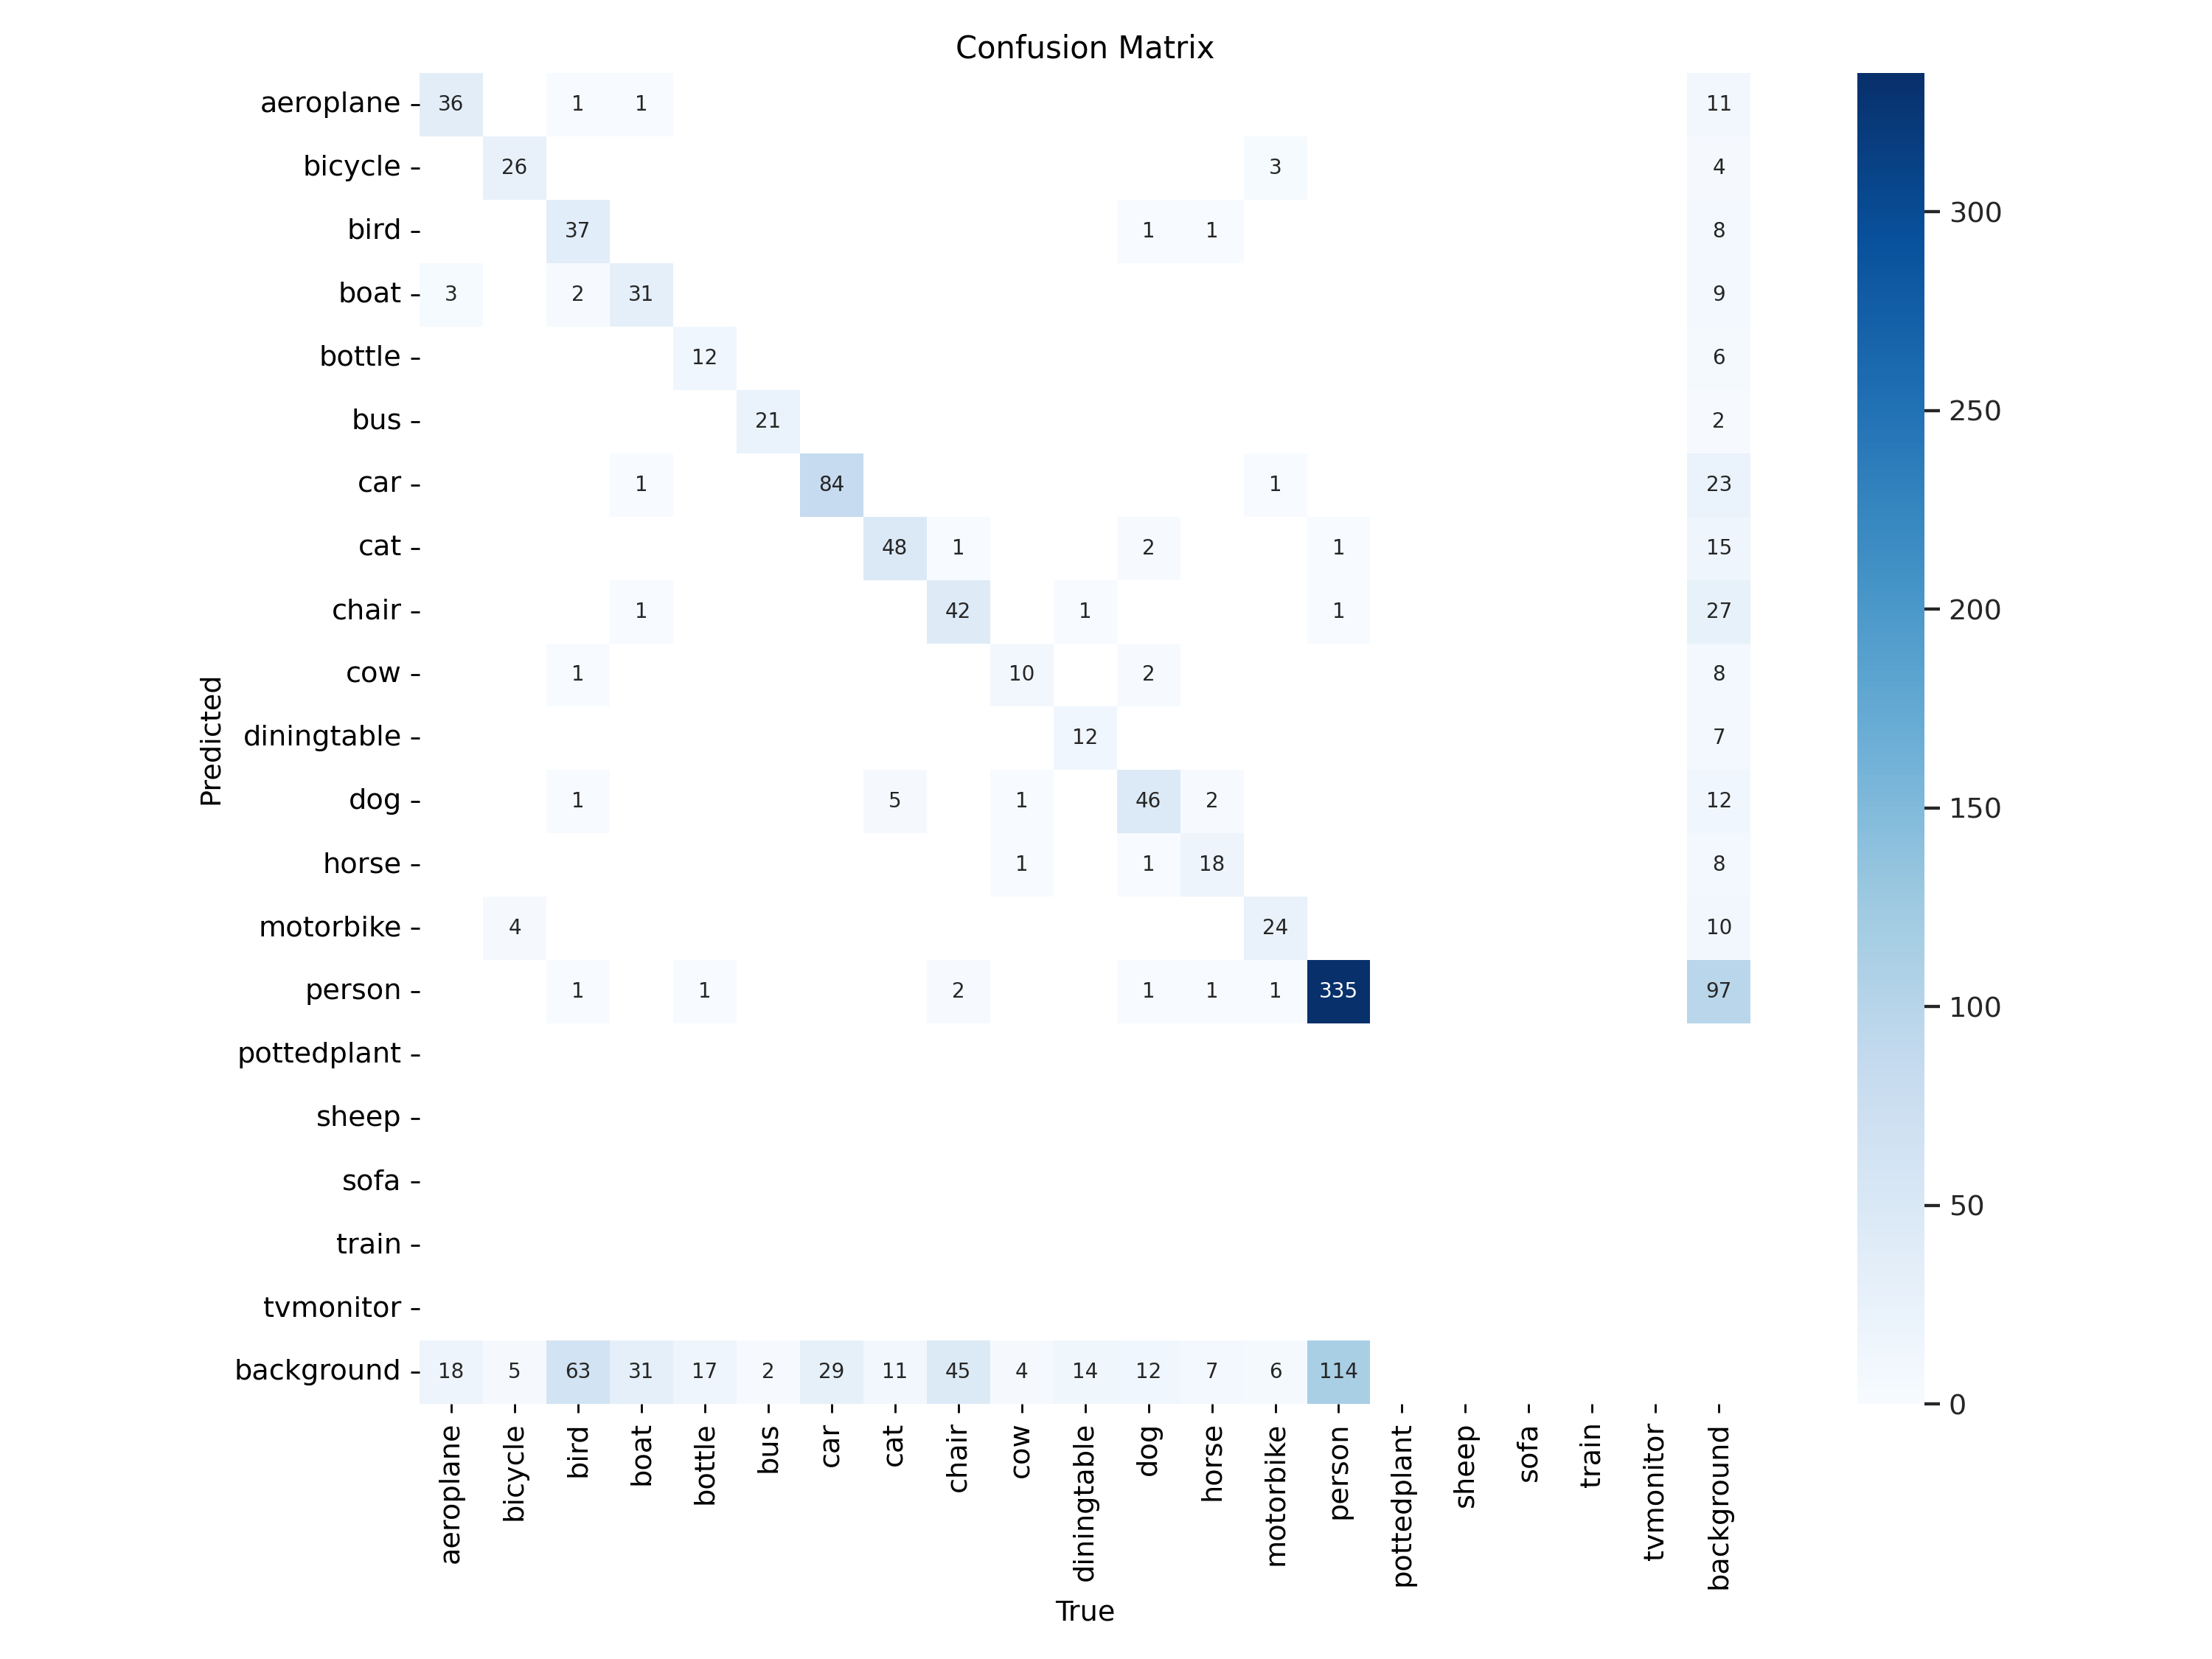 Confusion Matrix
aeroplane 36 1 1 11
bicycle 26 3 4
bird 37 1 1 8
boat 3 2 31 9
bottle 12 6
bus 21 2
car 1 84 1 23
cat 48 1 2 1 15
chair 1 42 1 1 27
cow 1 10 2 8
diningtable 12 7
dog 1 5 1 46 2 12
horse 1 1 18 8
motorbike 4 24 10
person 1 1 2 1 1 1 335 97
pottedplant
sheep
sofa
train
tvmonitor
background 18 5 63 31 17 2 29 11 45 4 14 12 7 6 114
Predicted
aeroplane
bicycle
bird
boat
bottle
bus
car
cat
chair
cow
diningtable
dog
horse
motorbike
person
pottedplant
sheep
sofa
train
tvmonitor
background
True
300
250
200
150
100
50
0